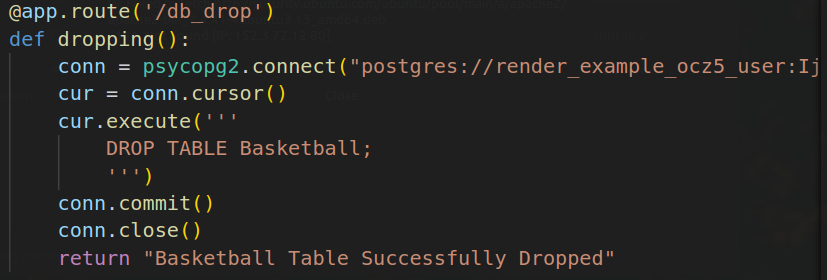 @app.route('/db_drop')
def dropping():
    conn = psycopg2.connect("postgres://render_example_ocz5_user:Ij
    cur = conn.cursor()
    cur.execute('''
        DROP TABLE Basketball;
        ''')
    conn.commit()
    conn.close()
    return "Basketball Table Successfully Dropped"